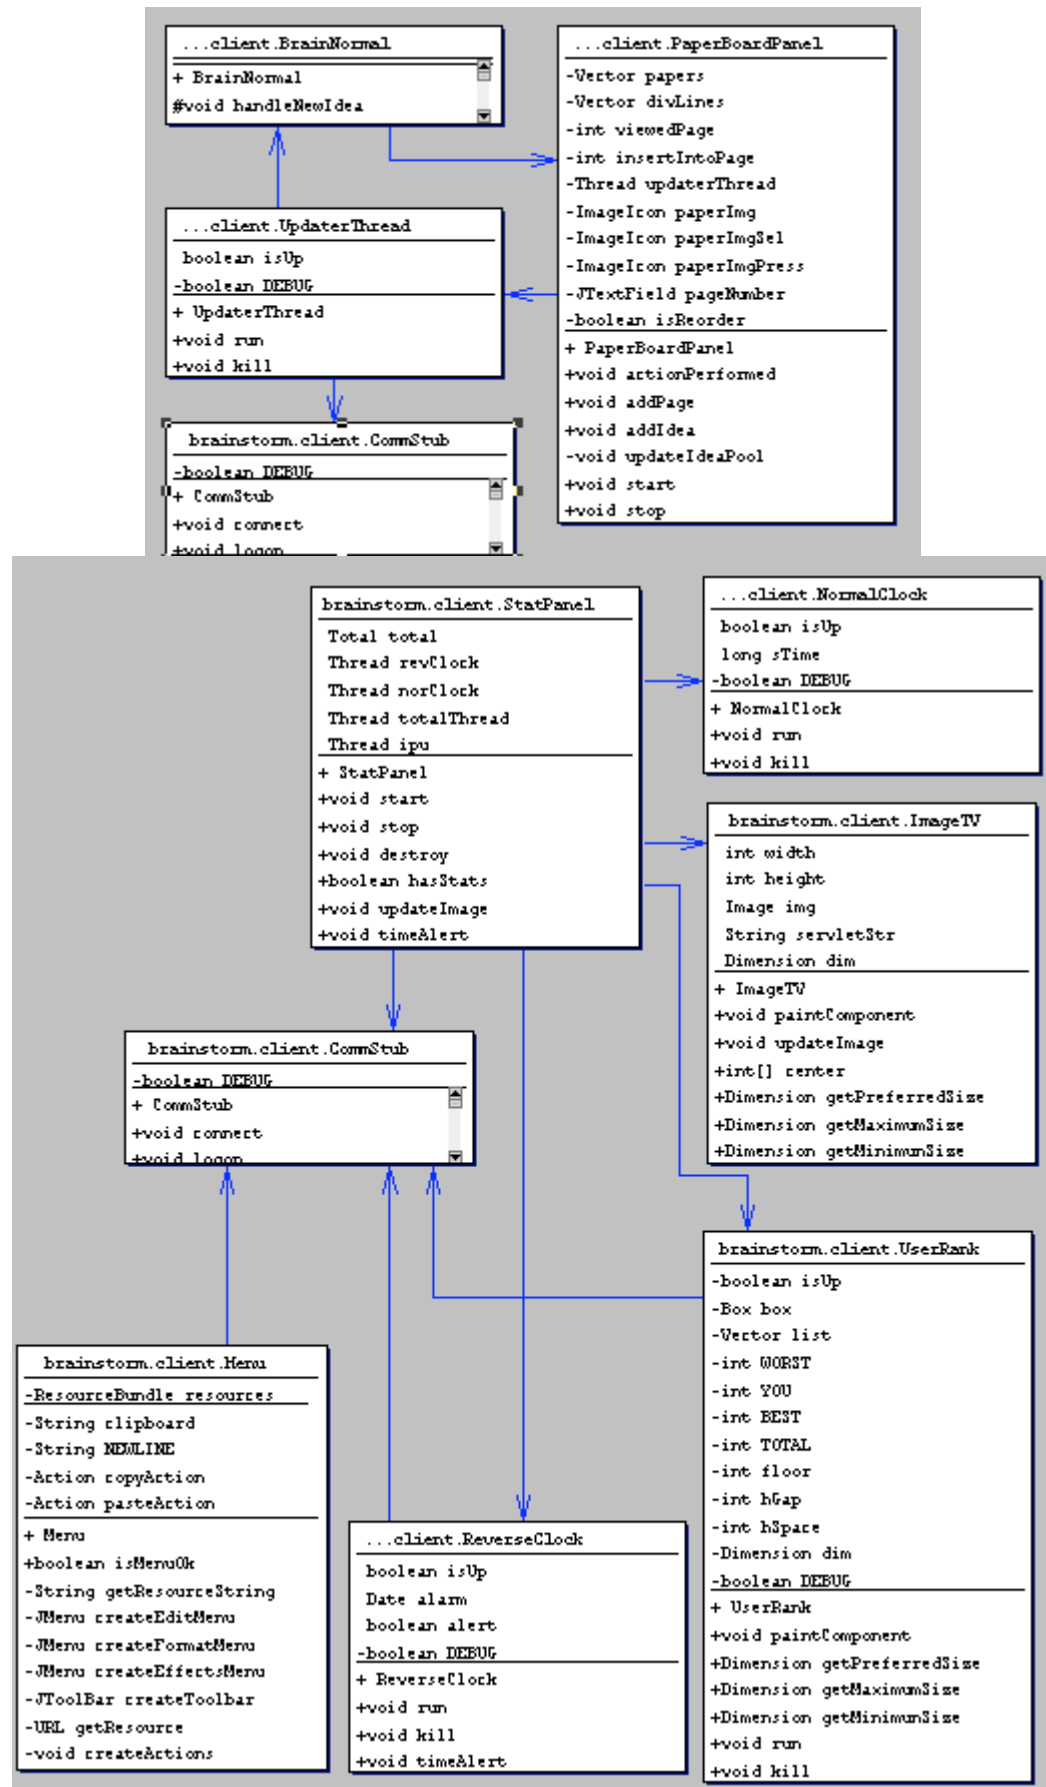 ...client.BrainNormal
+ BrainNormal
#void handleNewIdea
...client.PaperBoardPanel
-Vector papers
-Vector divLines
-int viewedPage
-int insertIntoPage
-Thread updaterThread
-ImageIcon paperImg
-ImageIcon paperImgSel
-ImageIcon paperImgPress
-JTextField pageNumber
-boolean isReorder
+ PaperBoardPanel
+void actionPerformed
+void addPage
+void addIdea
-void updateIdeaPool
+void start
+void stop
...client.UpdaterThread
boolean isUp
-boolean DEBUG
+ UpdaterThread
+void run
+void kill
brainstorm.client.CommStub
-boolean DEBUG
+ CommStub
+void connect
+void logon
brainstorm.client.StatPanel
Total total
Thread revClock
Thread norClock
Thread totalThread
Thread ipu
+ StatPanel
+void start
+void stop
+void destroy
+boolean hasStats
+void updateImage
+void timeAlert
...client.NormalClock
boolean isUp
long sTime
-boolean DEBUG
+ NormalClock
+void run
+void kill
brainstorm.client.ImageTV
int width
int height
Image img
String servletStr
Dimension dim
+ ImageTV
+void paintComponent
+void updateImage
+int[] center
+Dimension getPreferredSize
+Dimension getMaximumSize
+Dimension getMinimumSize
brainstorm.client.CommStub
-boolean DEBUG
+ CommStub
+void connect
+void logon
brainstorm.client.UserRank
-boolean isUp
-Box box
-Vector list
-int WORST
-int YOU
-int BEST
-int TOTAL
-int floor
-int hGap
-int hSpace
-Dimension dim
-boolean DEBUG
+ UserRank
+void paintComponent
+Dimension getPreferredSize
+Dimension getMaximumSize
+Dimension getMinimumSize
+void run
+void kill
brainstorm.client.Menu
-ResourceBundle resources
-String clipboard
-String NEWLINE
-Action copyAction
-Action pasteAction
+ Menu
+boolean isMenuOk
-String getResourceString
-JMenu createEditMenu
-JMenu createFormatMenu
-JMenu createEffectsMenu
-JToolBar createToolbar
-URL getResource
-void createActions
...client.ReverseClock
boolean isUp
Date alarm
boolean alert
-boolean DEBUG
+ ReverseClock
+void run
+void kill
+void timeAlert